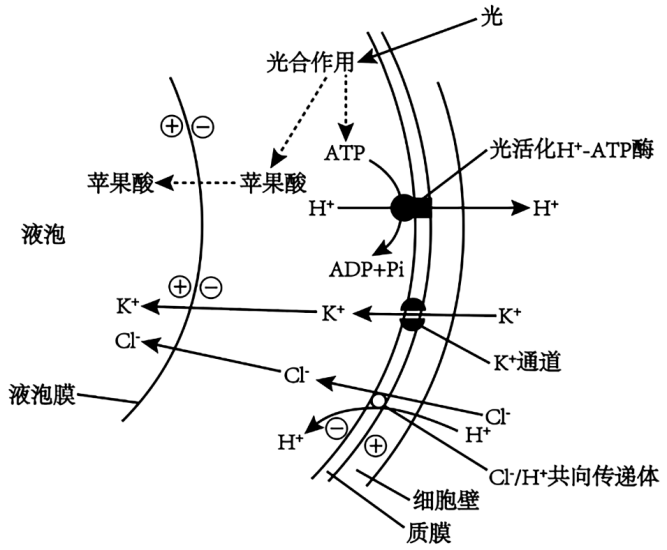 光
光合作用
ATP
光活化H⁺-ATP酶
苹果酸
苹果酸
H⁺
H⁺
液泡
ADP+Pi
K⁺
K⁺
K⁺
Cl⁻
K⁺通道
Cl⁻
液泡膜
Cl⁻
H⁺
H⁺
Cl⁻/H⁺共向传递体
细胞壁
质膜